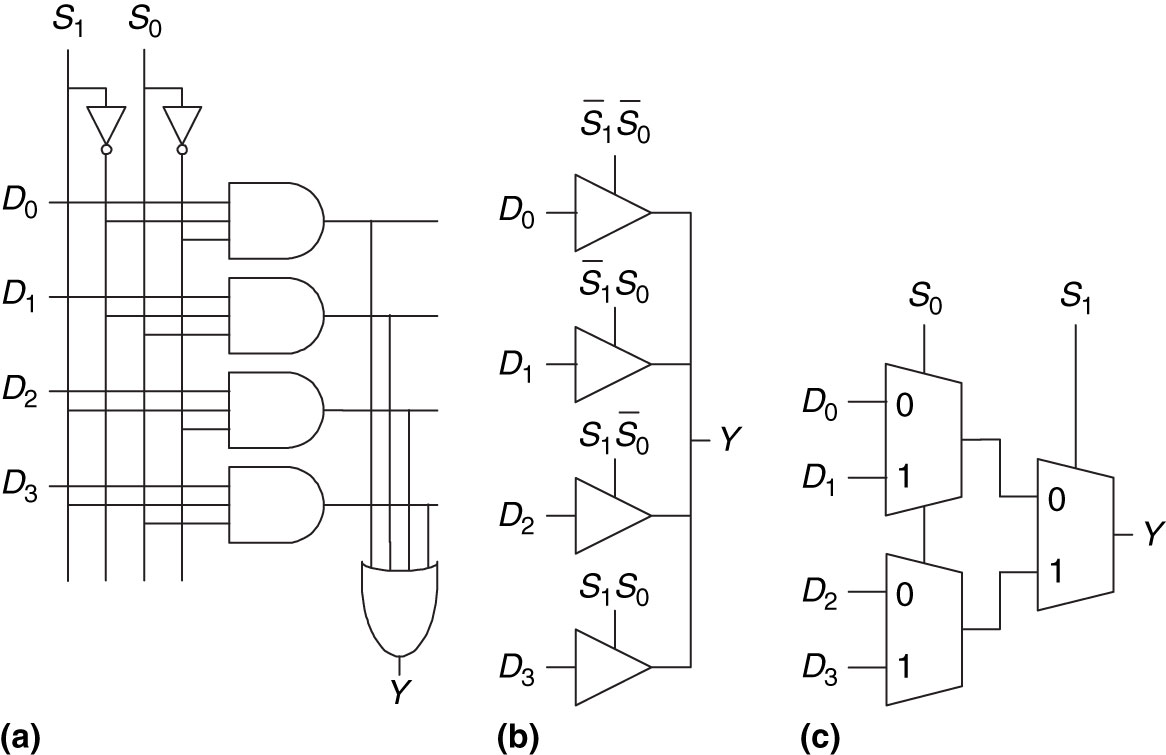 S₁ S₀
D₀
D₁
D₂
D₃
Y
(a)
S̅₁S̅₀
D₀
S̅₁S₀
D₁
Y
S₁S̅₀
D₂
S₁S₀
D₃
(b)
S₀ S₁
D₀ 0
D₁ 1
0
Y
1
D₂ 0
D₃ 1
(c)